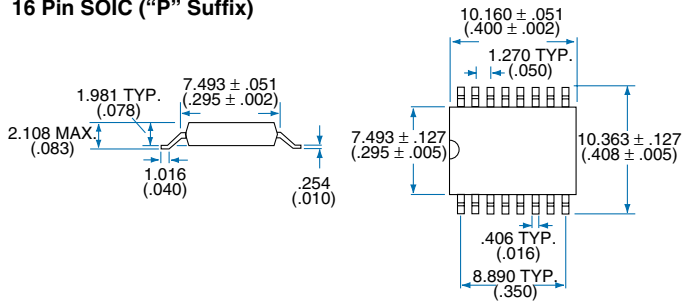 16 Pin SOIC (“P” Suffix)
1.981 TYP.
(.078)
7.493 ± .051
(.295 ± .002)
2.108 MAX.
(.083)
1.016
(.040)
.254
(.010)
10.160 ± .051
(.400 ± .002)
1.270 TYP.
(.050)
7.493 ± .127
(.295 ± .005)
10.363 ± .127
(.408 ± .005)
.406 TYP.
(.016)
8.890 TYP.
(.350)